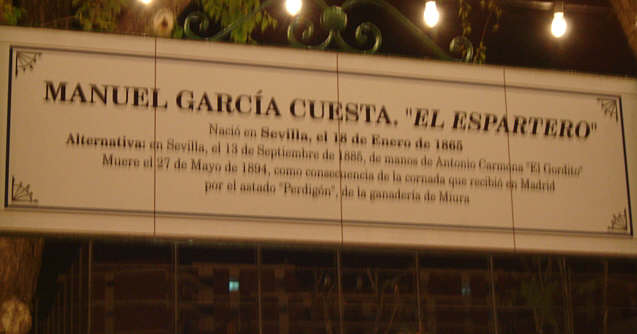 MANUEL GARCÍA CUESTA. "EL ESPARTERO"
Nació en Sevilla, el 18 de Enero de 1865
Alternativa: en Sevilla, el 13 de Septiembre de 1885, de manos de Antonio Carmona "El Gordito"
Muere el 27 de Mayo de 1894, como consecuencia de la cornada que recibió en Madrid
por el astado "Perdigón", de la ganadería de Miura